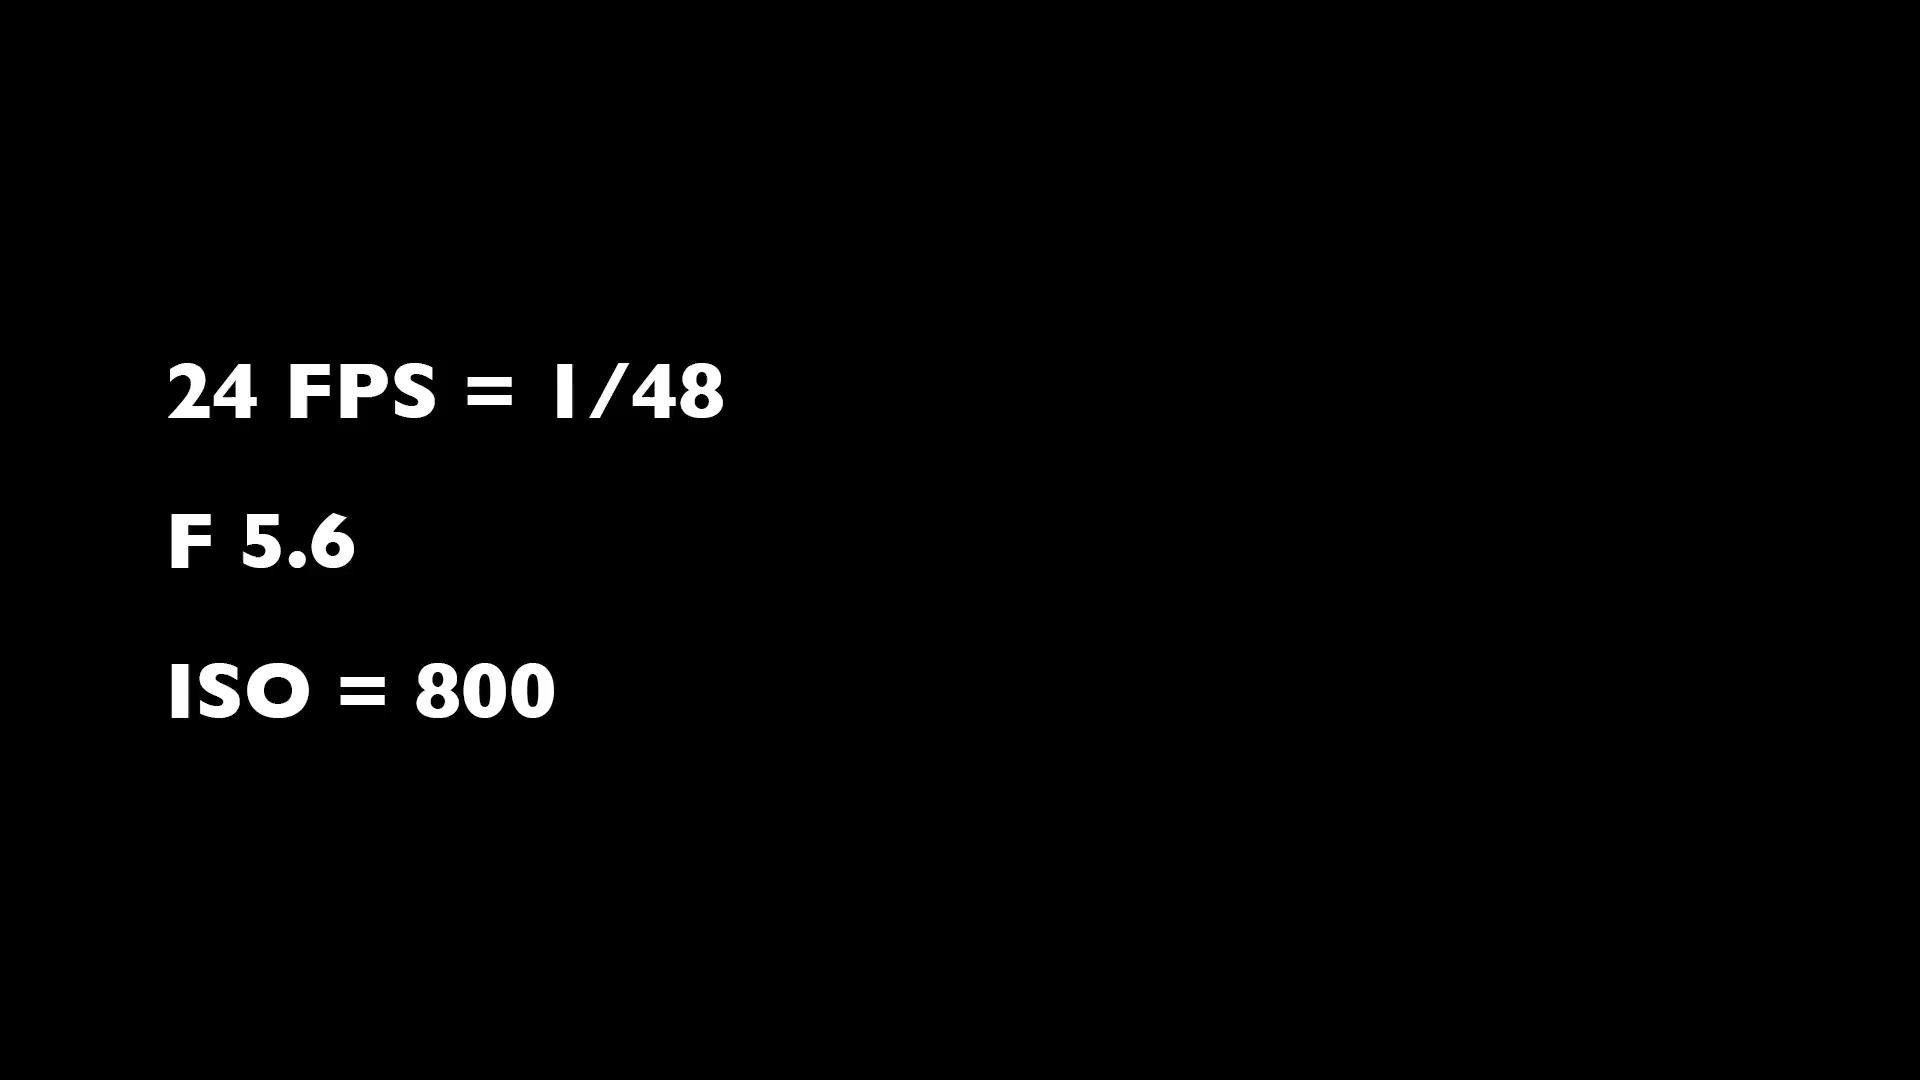 24 FPS = 1/48
F 5.6
ISO = 800